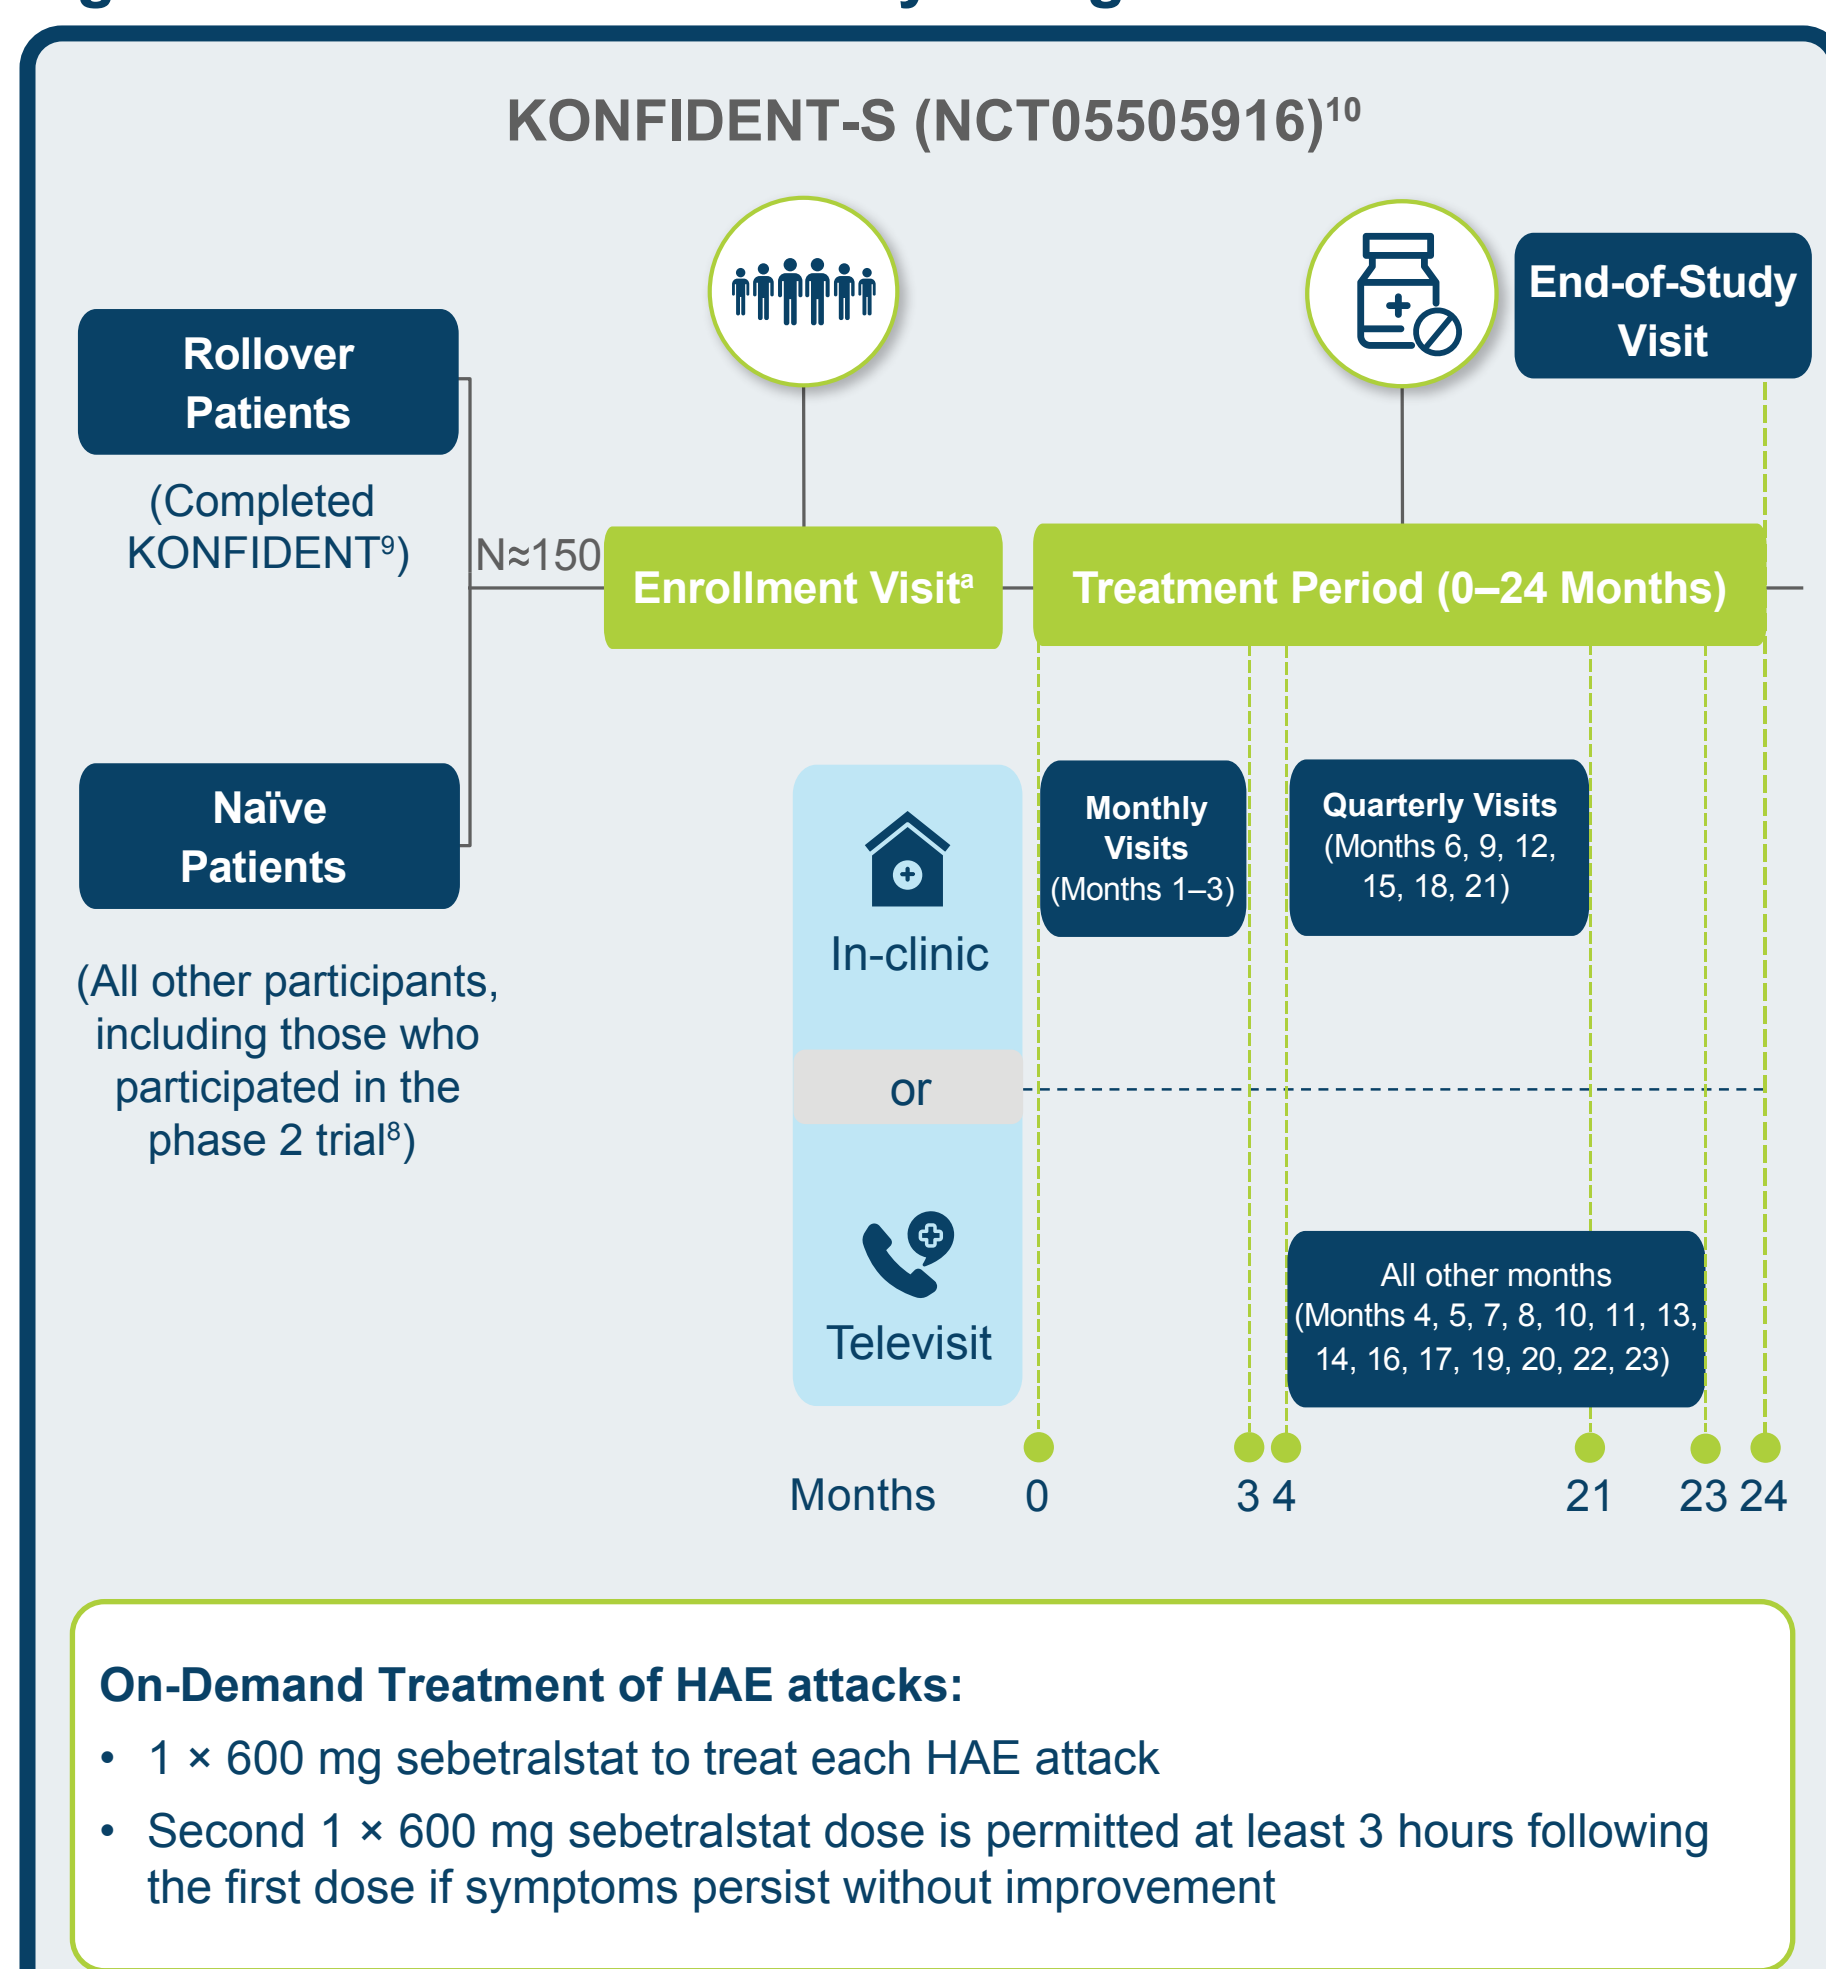 KONFIDENT-S (NCT05505916)¹⁰
End-of-Study
Visit
Rollover
Patients
(Completed
KONFIDENT⁹)
N≈150
Enrollment Visitᵃ
Treatment Period (0–24 Months)
Naïve
Patients
(All other participants,
including those who
participated in the
phase 2 trial⁸)
In-clinic
or
Televisit
Monthly
Visits
(Months 1–3)
Quarterly Visits
(Months 6, 9, 12,
15, 18, 21)
All other months
(Months 4, 5, 7, 8, 10, 11, 13,
14, 16, 17, 19, 20, 22, 23)
Months 0 3 4 21 23 24
On-Demand Treatment of HAE attacks:
• 1 × 600 mg sebetralstat to treat each HAE attack
• Second 1 × 600 mg sebetralstat dose is permitted at least 3 hours following
the first dose if symptoms persist without improvement